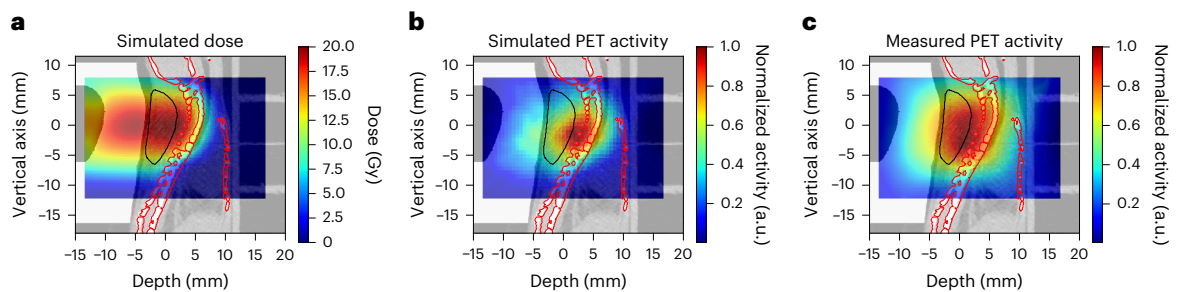 a
Simulated dose
Vertical axis (mm)
10
5
0
−5
−10
−15
−15 −10 −5 0 5 10 15 20
Depth (mm)
20.0
17.5
15.0
12.5
10.0
7.5
5.0
2.5
0
Dose (Gy)
b
Simulated PET activity
Vertical axis (mm)
10
5
0
−5
−10
−15
−15 −10 −5 0 5 10 15 20
Depth (mm)
1.0
0.8
0.6
0.4
0.2
Normalized activity (a.u.)
c
Measured PET activity
Vertical axis (mm)
10
5
0
−5
−10
−15
−15 −10 −5 0 5 10 15 20
Depth (mm)
1.0
0.8
0.6
0.4
0.2
Normalized activity (a.u.)